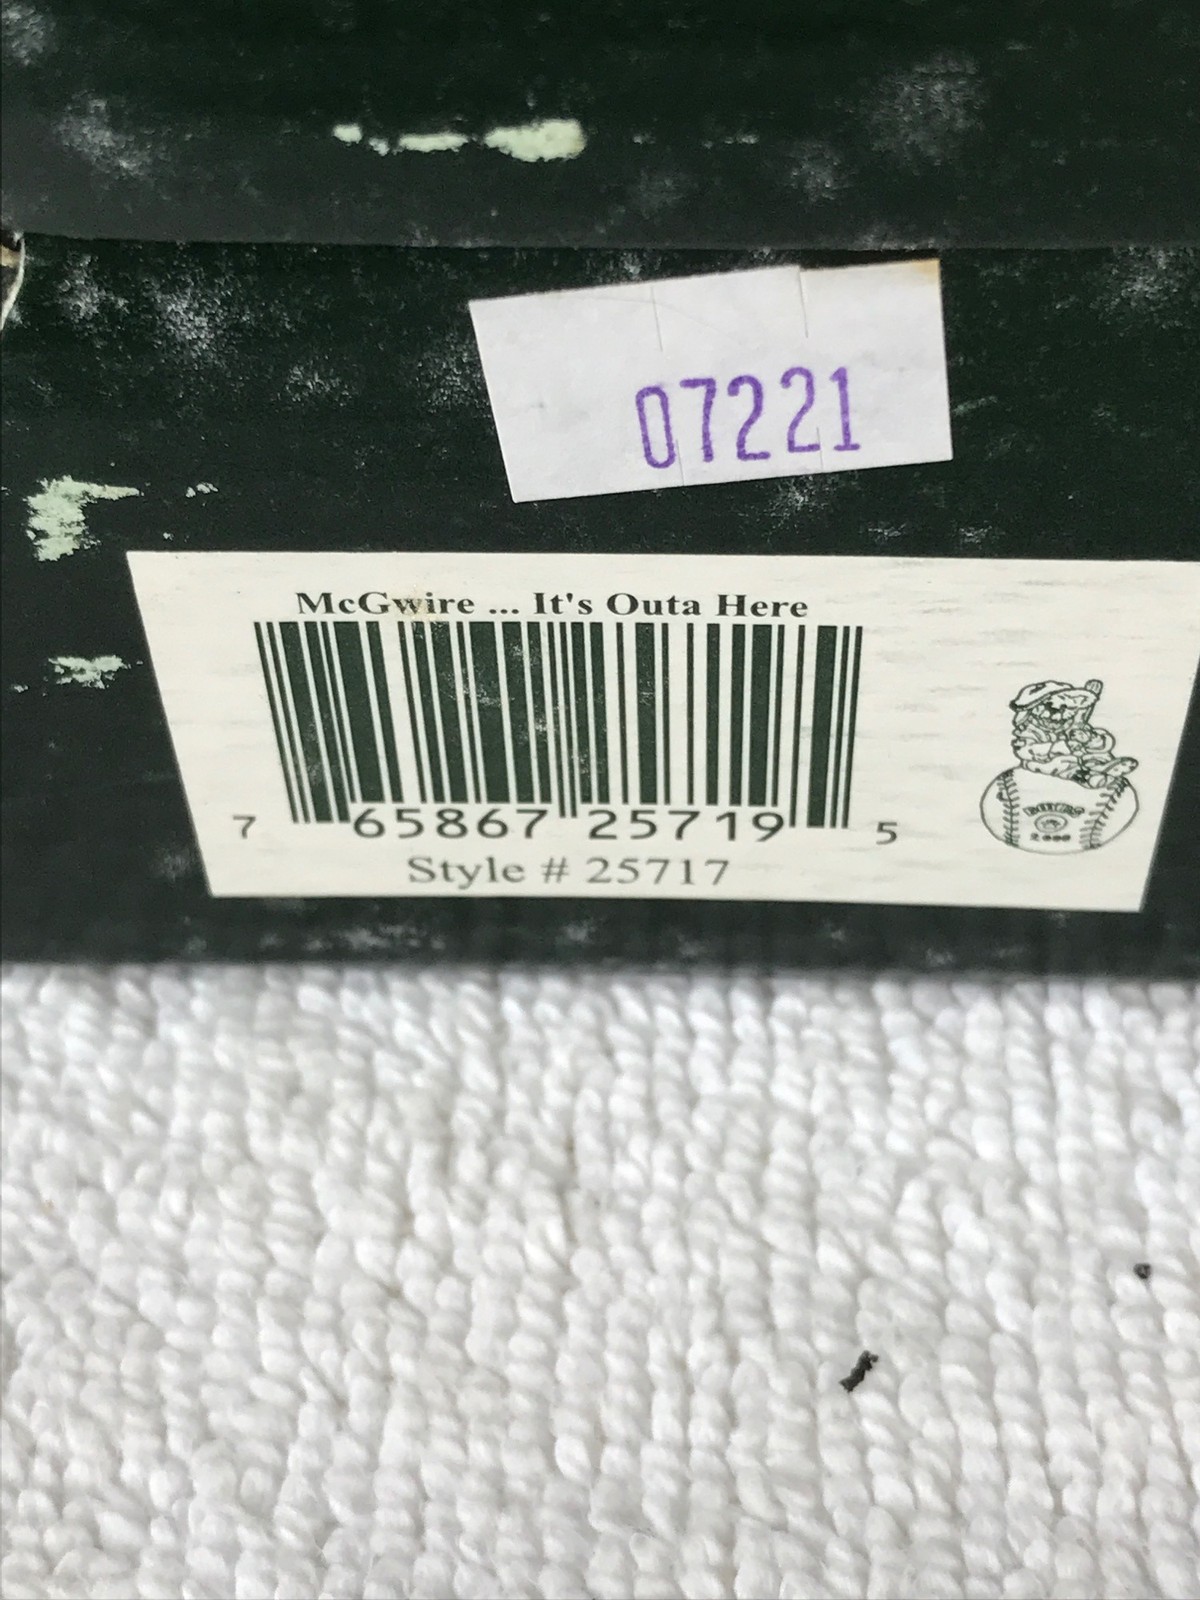 07221
McGwire ... It's Outa Here
7 65867 25719 5
Style # 25717